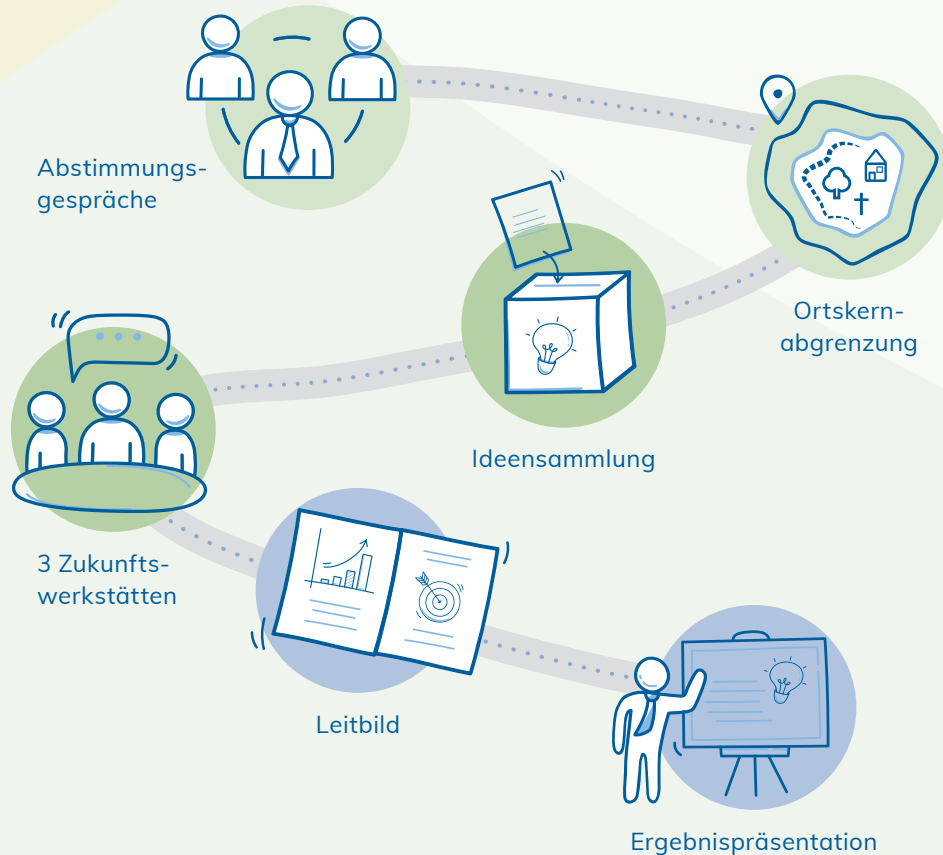 Abstimmungs-
gespräche
Ortskern-
abgrenzung
Ideensammlung
3 Zukunfts-
werkstätten
Leitbild
Ergebnispräsentation